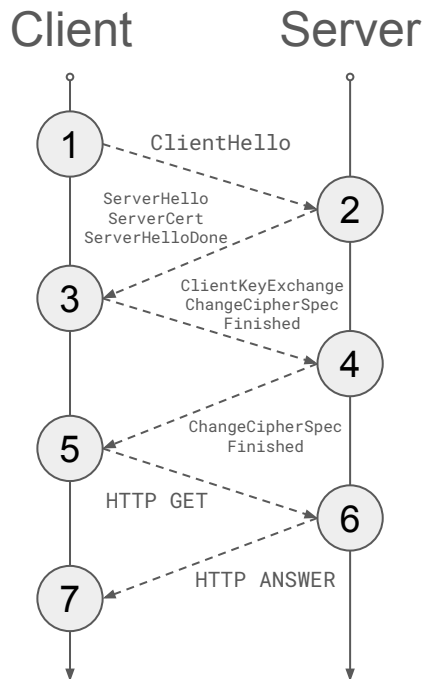 Client
Server
1
ClientHello
2
ServerHello
ServerCert
ServerHelloDone
3
ClientKeyExchange
ChangeCipherSpec
Finished
4
ChangeCipherSpec
Finished
5
HTTP GET
6
HTTP ANSWER
7